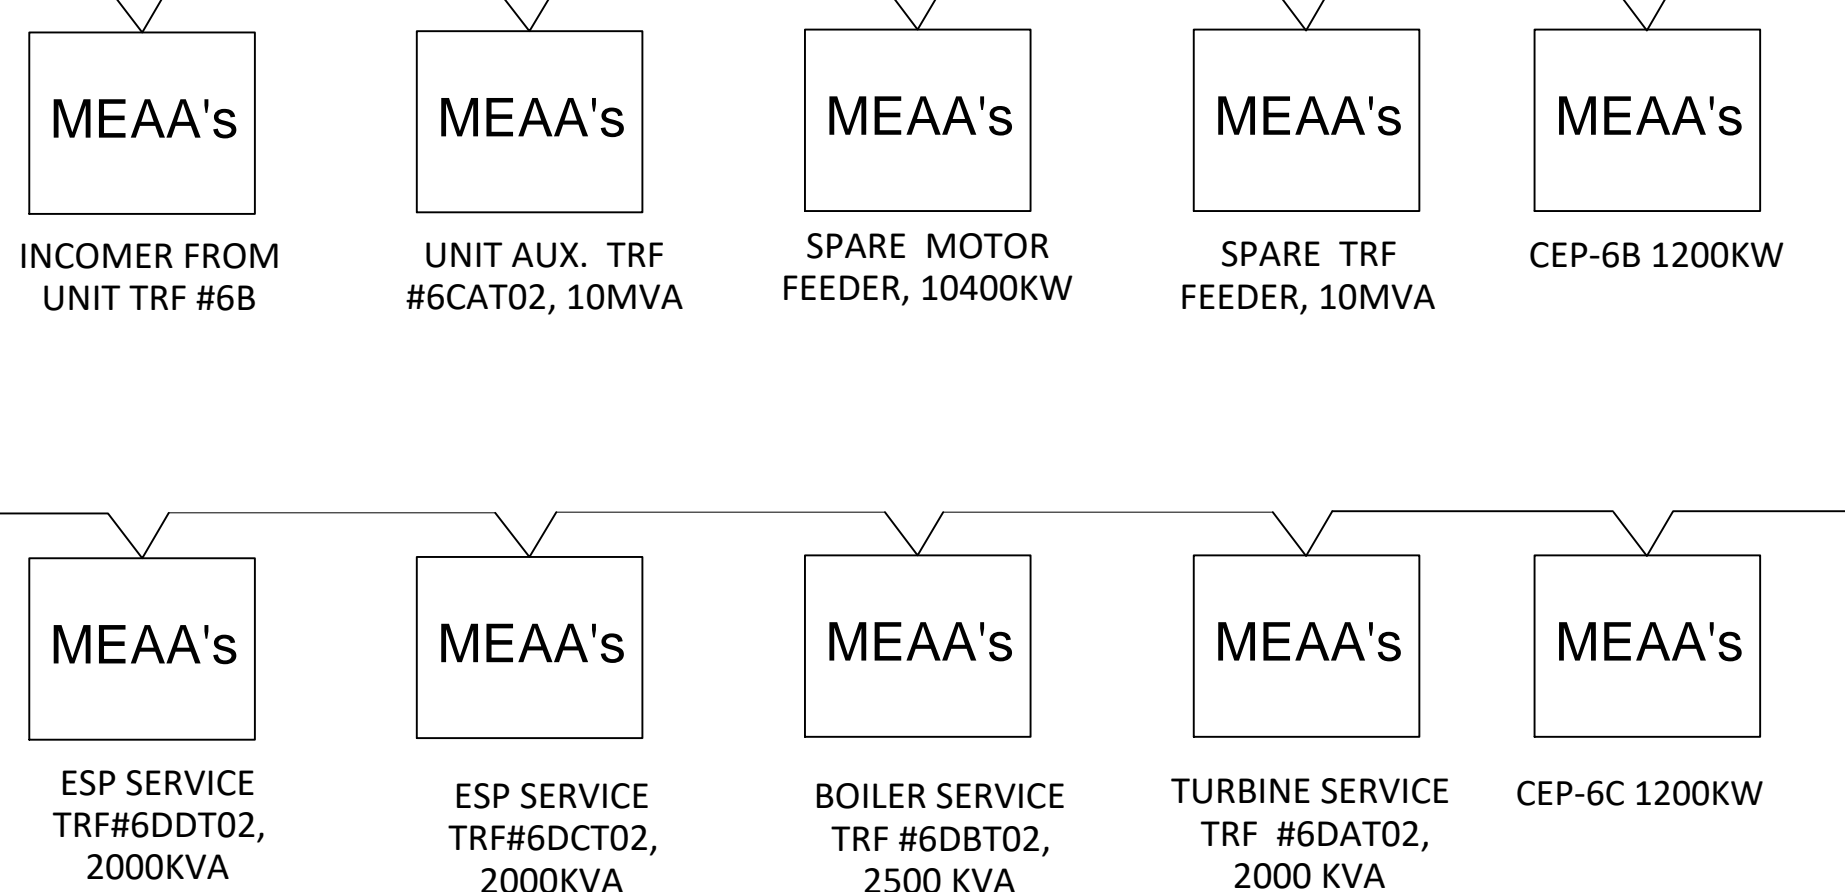 MEAA's
MEAA's
MEAA's
MEAA's
MEAA's
INCOMER FROM
UNIT TRF #6B
UNIT AUX. TRF
#6CAT02, 10MVA
SPARE MOTOR
FEEDER, 10400KW
SPARE TRF
FEEDER, 10MVA
CEP-6B 1200KW
MEAA's
MEAA's
MEAA's
MEAA's
MEAA's
ESP SERVICE
TRF#6DDT02,
2000KVA
ESP SERVICE
TRF#6DCT02,
2000KVA
BOILER SERVICE
TRF #6DBT02,
2500 KVA
TURBINE SERVICE
TRF #6DAT02,
2000 KVA
CEP-6C 1200KW